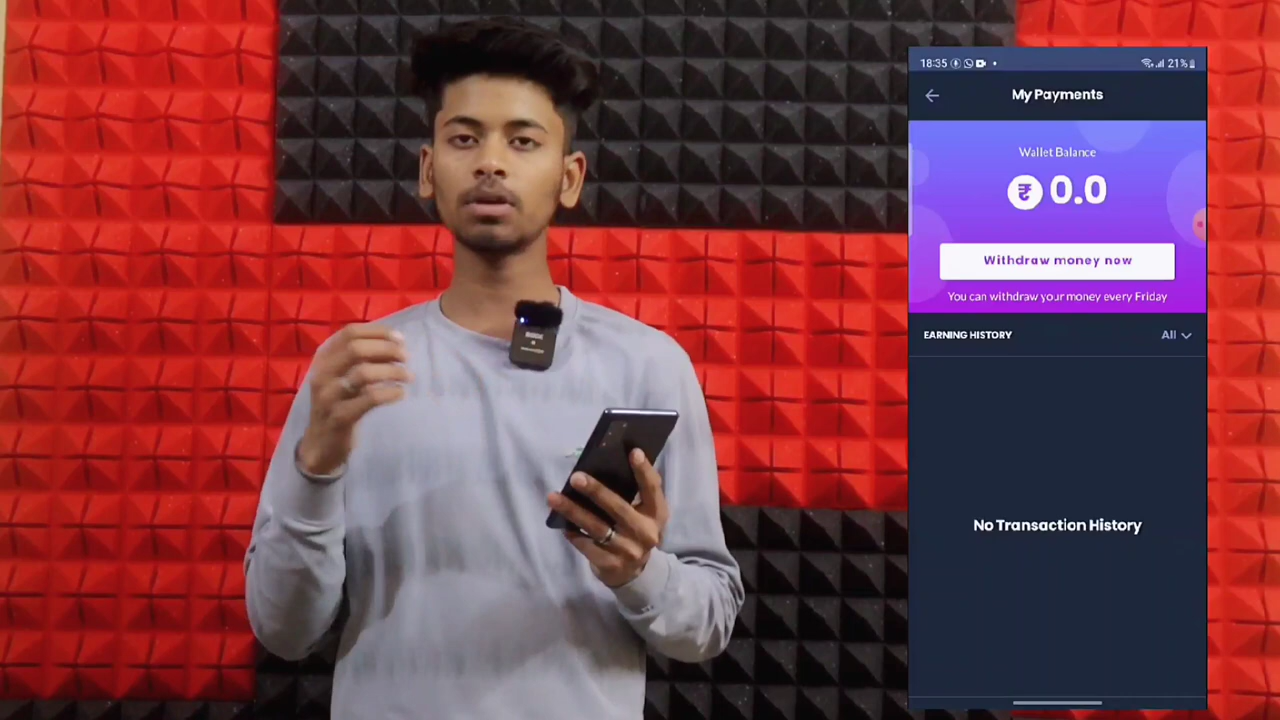 18:35
21%
My Payments
Wallet Balance
₹ 0.0
Withdraw money now
You can withdraw your money every Friday
EARNING HISTORY
All
No Transaction History